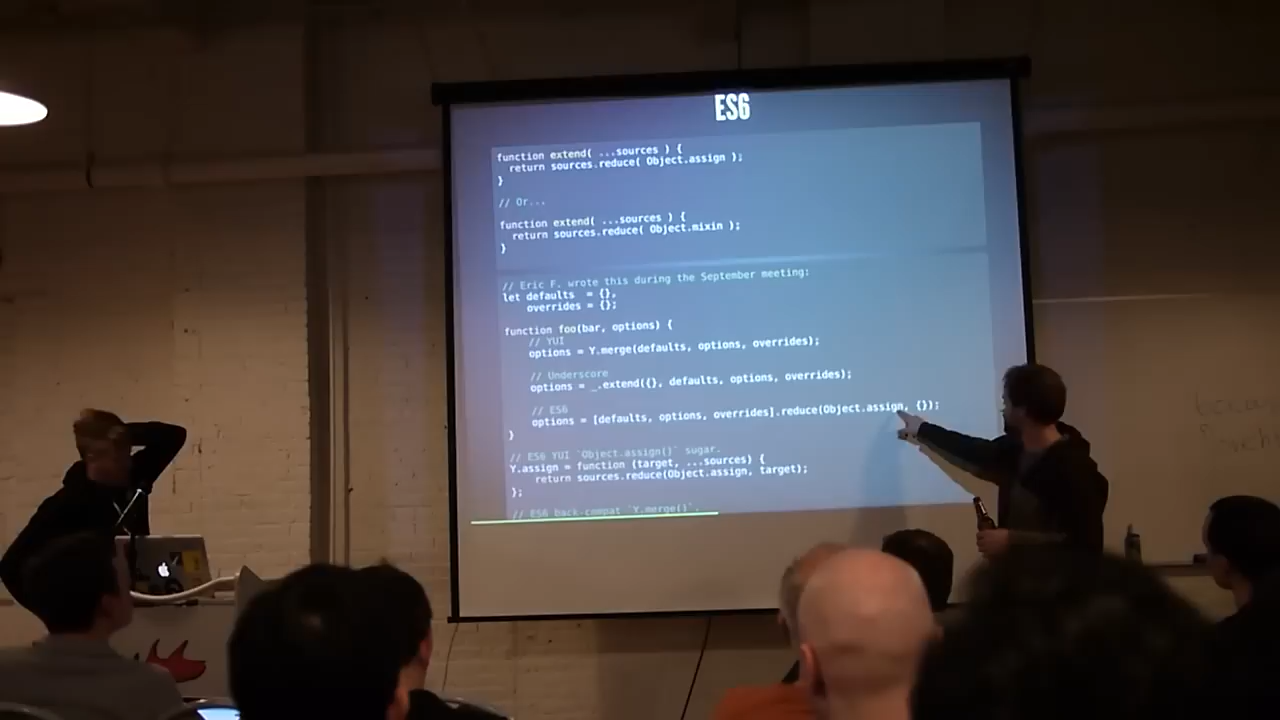 ES6
function extend( ...sources ) {
return sources.reduce( Object.assign );
}
// Or...
function extend( ...sources ) {
return sources.reduce( Object.mixin );
}
// Eric F. wrote this during the September meeting:
let defaults = {},
overrides = {};
function foo(bar, options) {
// YUI
options = Y.merge(defaults, options, overrides);
// Underscore
options = _.extend({}, defaults, options, overrides);
// ES6
options = [defaults, options, overrides].reduce(Object.assign, {});
}
// ES6 YUI `Object.assign()` sugar.
Y.assign = function (target, ...sources) {
return sources.reduce(Object.assign, target);
};
// ES6 back-compat `Y.merge()`.